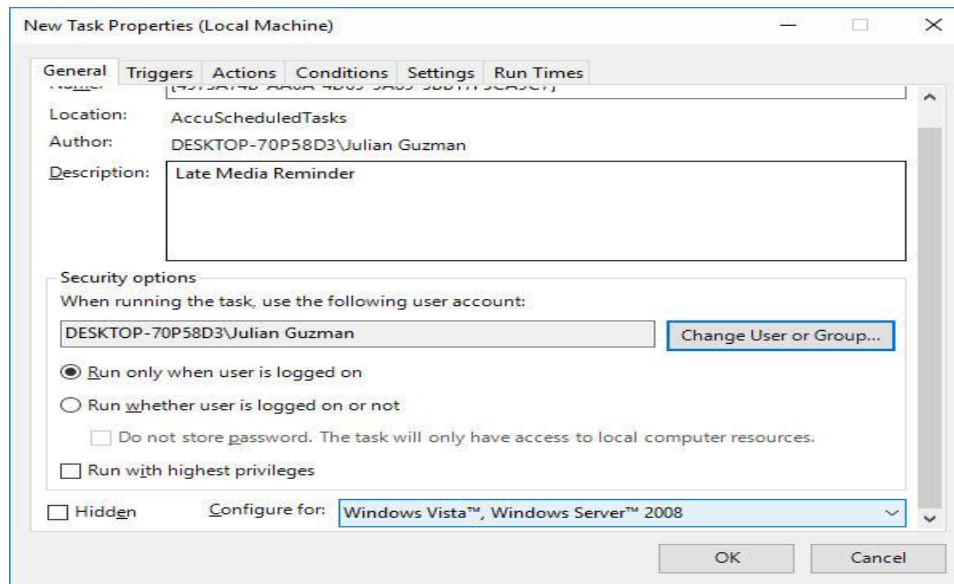 New Task Properties (Local Machine)
General Triggers Actions Conditions Settings Run Times
Location: AccuScheduledTasks
Author: DESKTOP-70P58D3\Julian Guzman
Description: Late Media Reminder
Security options
When running the task, use the following user account:
DESKTOP-70P58D3\Julian Guzman Change User or Group...
Run only when user is logged on
Run whether user is logged on or not
Do not store password. The task will only have access to local computer resources.
Run with highest privileges
Hidden Configure for: Windows Vista™, Windows Server™ 2008
OK Cancel